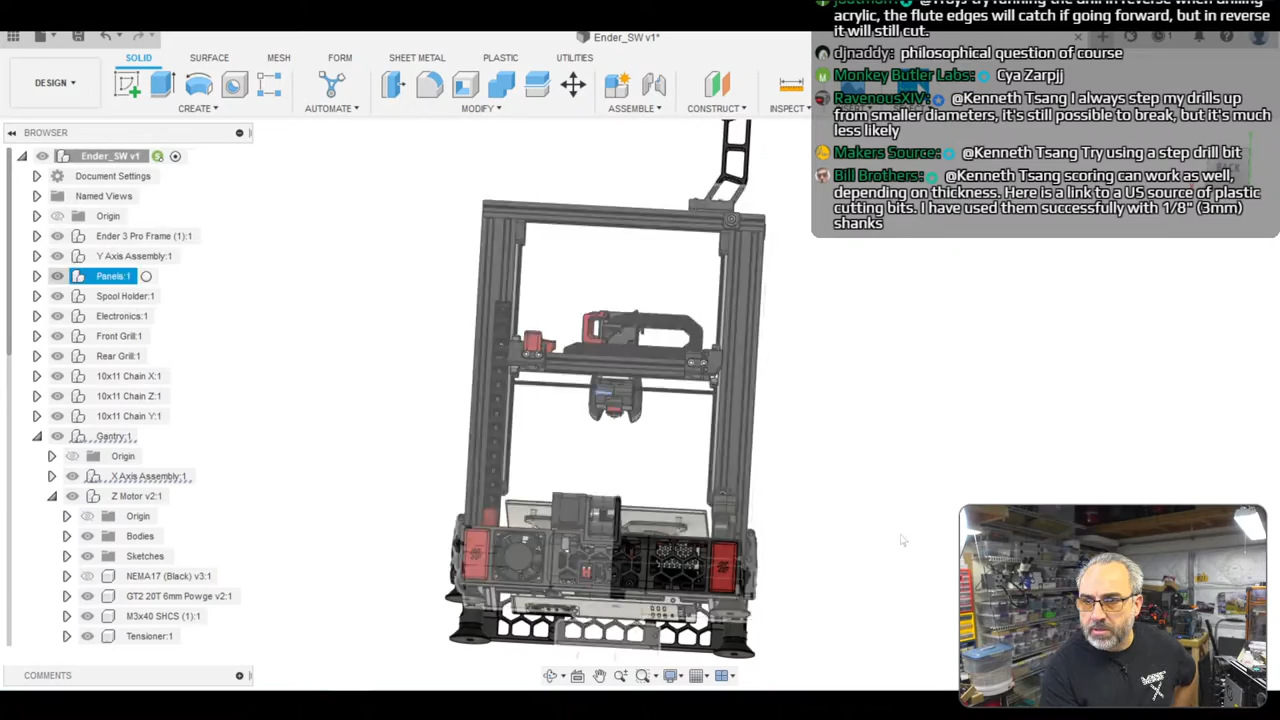 Ender_SW v1*
SOLID
SURFACE
MESH
FORM
SHEET METAL
PLASTIC
UTILITIES
DESIGN
CREATE
AUTOMATE
MODIFY
ASSEMBLE
CONSTRUCT
INSPECT
try running the drill in reverse when drilling
acrylic, the flute edges will catch if going forward, but in reverse
it will still cut.
djnaddy: philosophical question of course
Monkey Butler Labs: Cya Zarpjj
RavenousXIV: @Kenneth Tsang I always step my drills up
from smaller diameters, it's still possible to break, but it's much
less likely
Makers Source: @Kenneth Tsang Try using a step drill bit
Bill Brothers: @Kenneth Tsang scoring can work as well,
depending on thickness. Here is a link to a US source of plastic
cutting bits. I have used them successfully with 1/8" (3mm)
shanks
BROWSER
Ender_SW v1
Document Settings
Named Views
Origin
Ender 3 Pro Frame (1):1
Y Axis Assembly:1
Panels:1
Spool Holder:1
Electronics:1
Front Grill:1
Rear Grill:1
10x11 Chain X:1
10x11 Chain Z:1
10x11 Chain Y:1
Gantry:1
Origin
X Axis Assembly:1
Z Motor v2:1
Origin
Bodies
Sketches
NEMA17 (Black) v3:1
GT2 20T 6mm Powge v2:1
M3x40 SHCS (1):1
Tensioner:1
COMMENTS